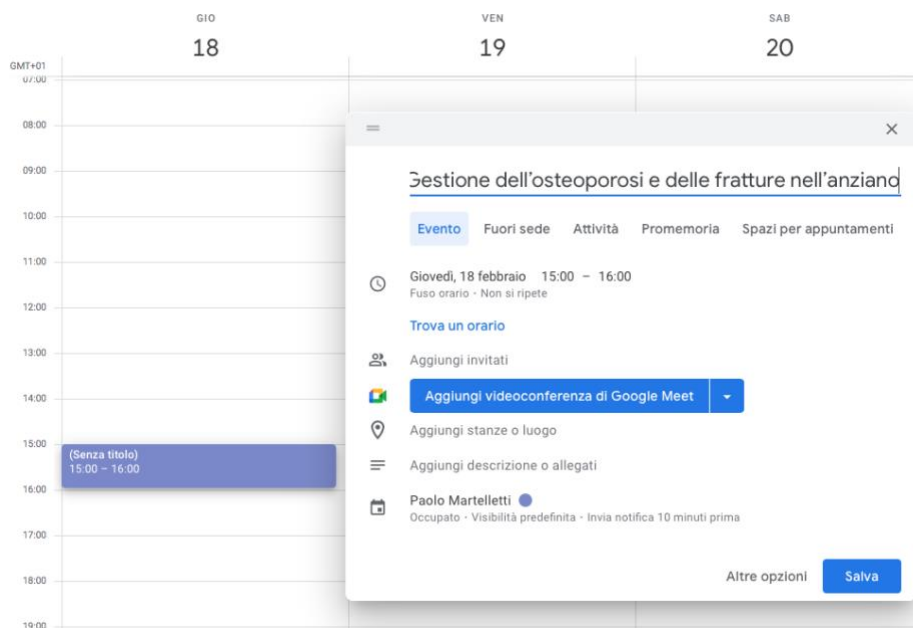 GIO
VEN
SAB
18
19
20
GMT+01
07:00
08:00
09:00
10:00
11:00
12:00
13:00
14:00
15:00
16:00
17:00
18:00
19:00
(Senza titolo)
15:00 – 16:00
Gestione dell'osteoporosi e delle fratture nell'anziano
Evento Fuori sede Attività Promemoria Spazi per appuntamenti
Giovedì, 18 febbraio 15:00 – 16:00
Fuso orario · Non si ripete
Trova un orario
Aggiungi invitati
Aggiungi videoconferenza di Google Meet
Aggiungi stanze o luogo
Aggiungi descrizione o allegati
Paolo Martelletti
Occupato · Visibilità predefinita · Invia notifica 10 minuti prima
Altre opzioni Salva